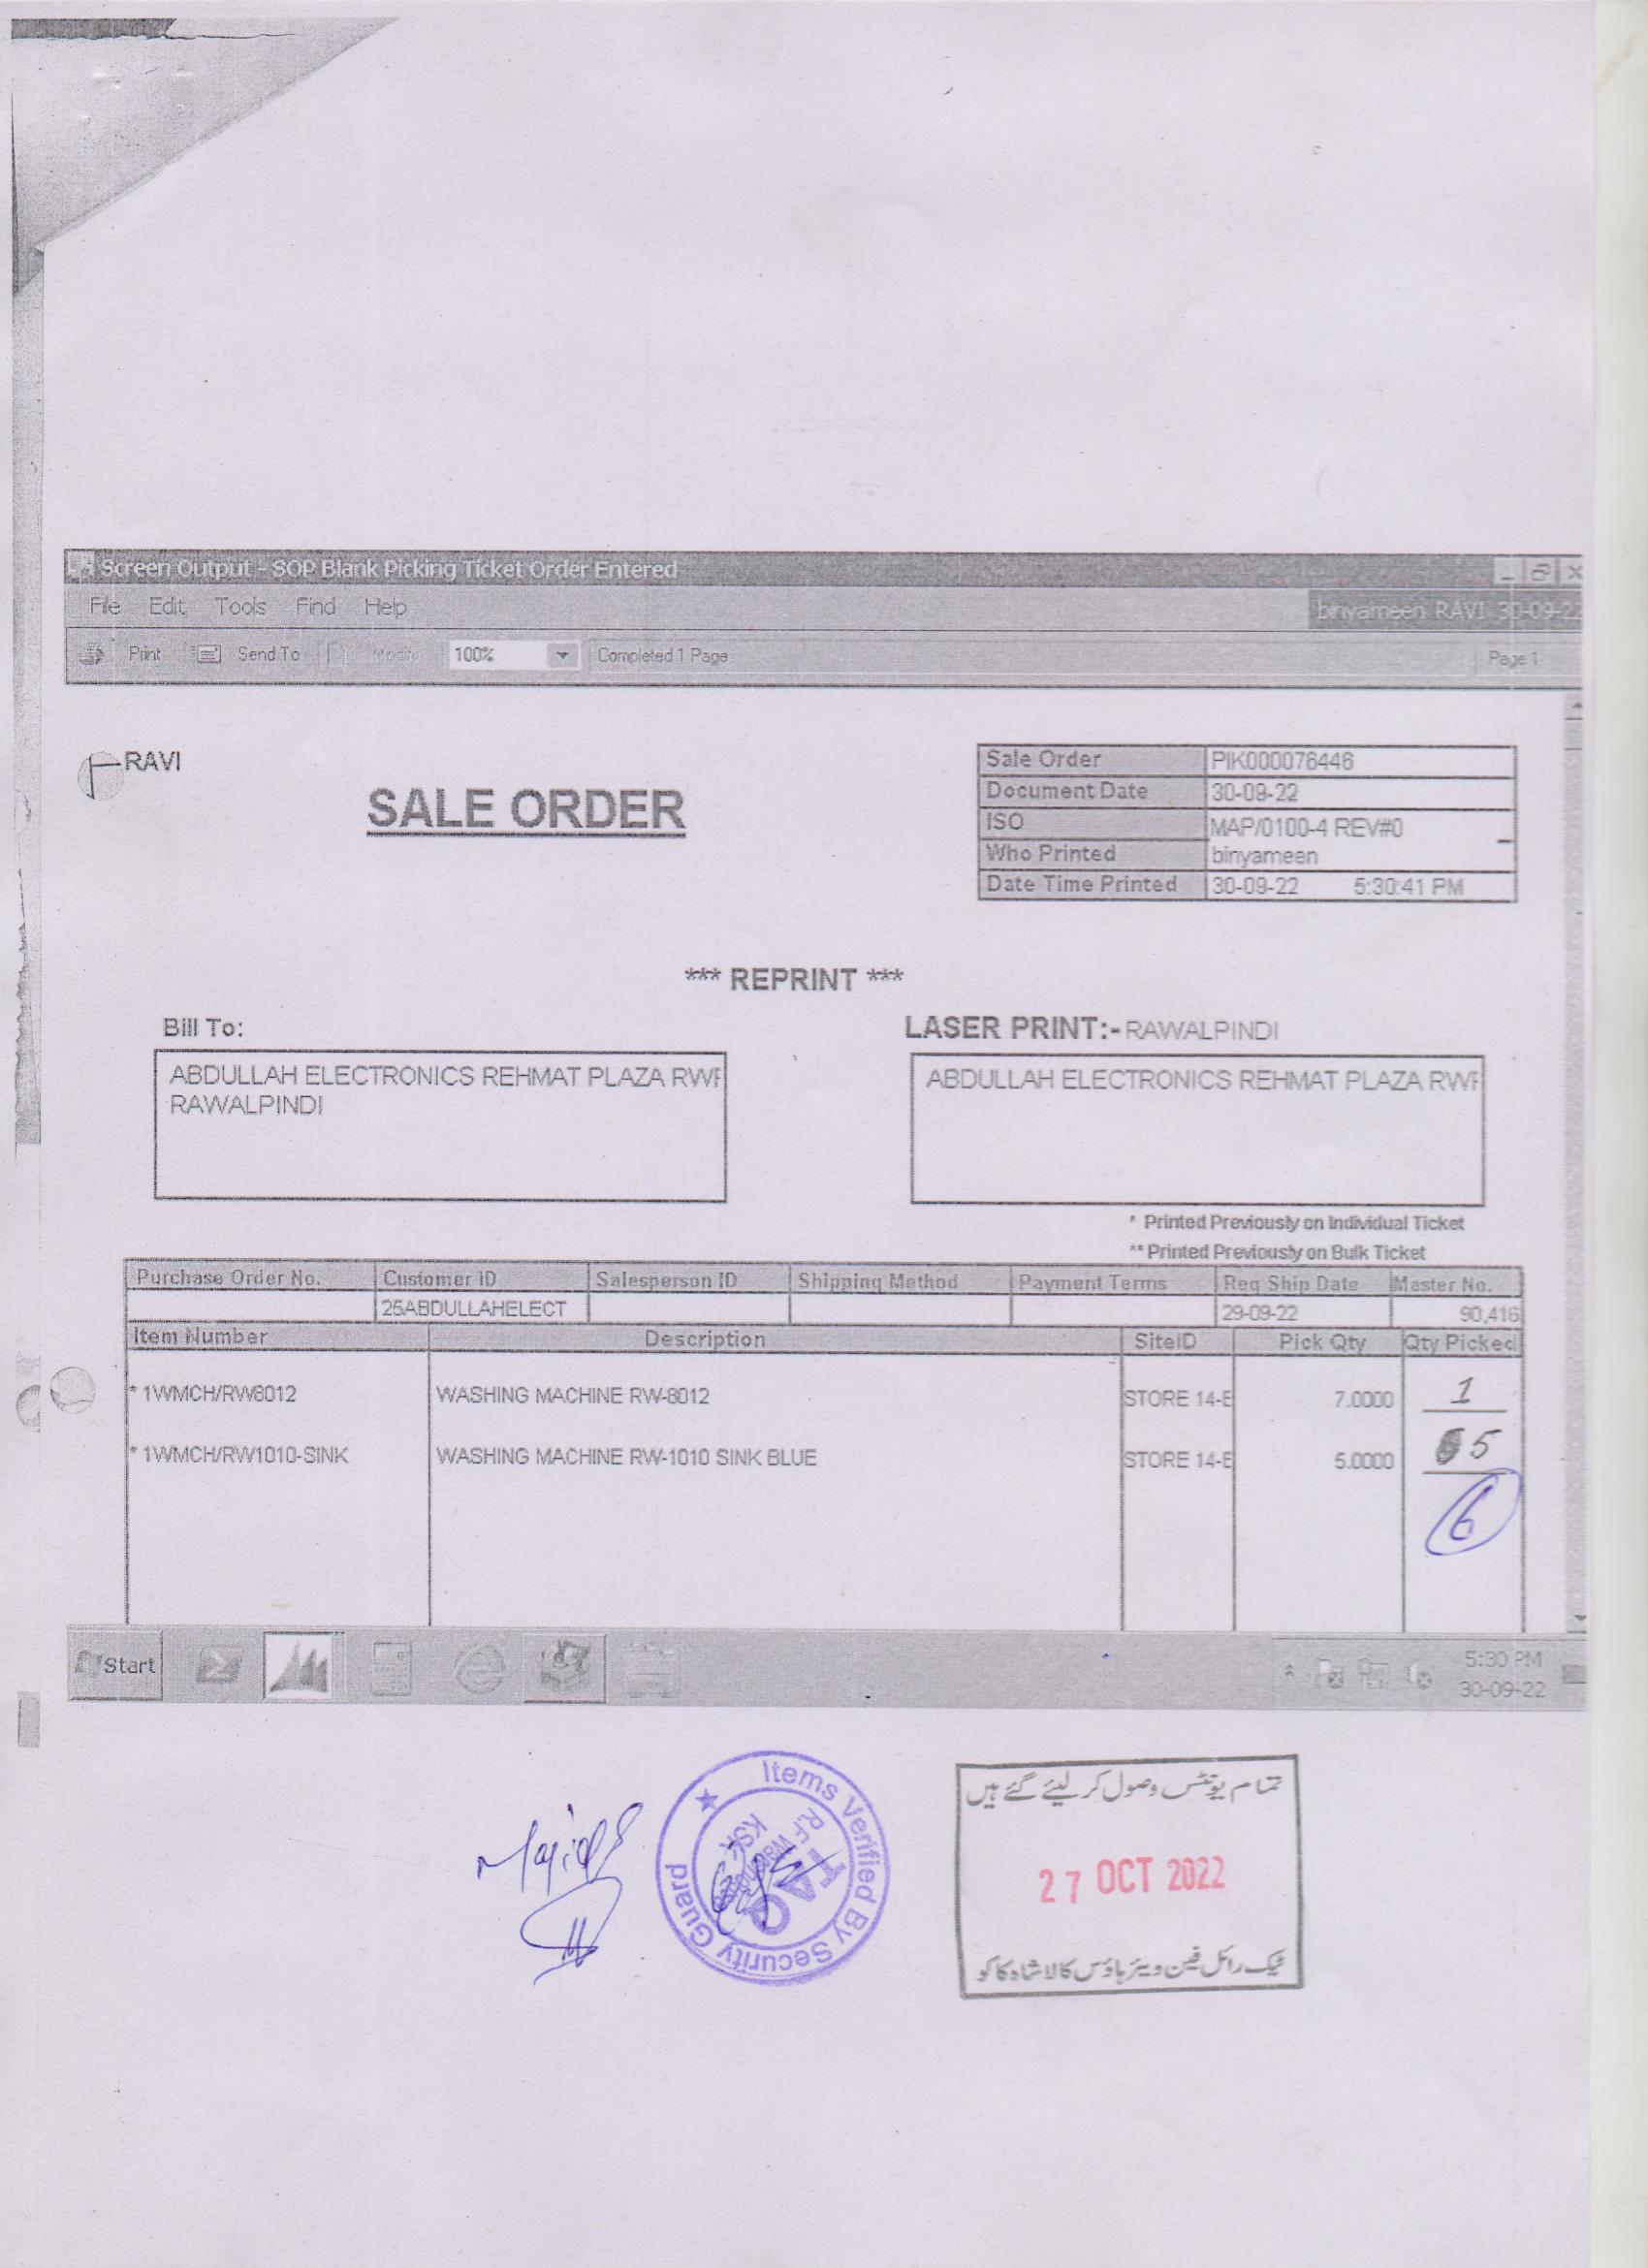 Screen Output - SOP Blank Picking Ticket Order Entered
File Edit Tools Find Help
binyameen RAVI 30-09-22
Print Send To Modify 100% Completed 1 Page Page 1
RAVI
SALE ORDER
Sale Order PIK000076446
Document Date 30-09-22
ISO MAP/0100-4 REV#0
Who Printed binyameen
Date Time Printed 30-09-22 5:30:41 PM
*** REPRINT ***
Bill To:
LASER PRINT:- RAWALPINDI
ABDULLAH ELECTRONICS REHMAT PLAZA RWP
RAWALPINDI
ABDULLAH ELECTRONICS REHMAT PLAZA RWP
* Printed Previously on Individual Ticket
** Printed Previously on Bulk Ticket
Purchase Order No. Customer ID Salesperson ID Shipping Method Payment Terms Req Ship Date Master No.
25ABDULLAHELECT 29-09-22 90,416
Item Number Description SiteID Pick Qty Qty Picked
* 1WMCH/RW8012 WASHING MACHINE RW-8012 STORE 14-E 7.0000 1
* 1WMCH/RW1010-SINK WASHING MACHINE RW-1010 SINK BLUE STORE 14-E 5.0000 5
6
Start
5:30 PM
30-09-22
Majid
Items Verified By Security Guard
R.F Warehouse
KSK
TAQ
تمام یونٹس وصول کر لیئے گئے ہیں
27 OCT 2022
ٹیک رائل فین ویئر ہاؤس کالا شاہ کاکو